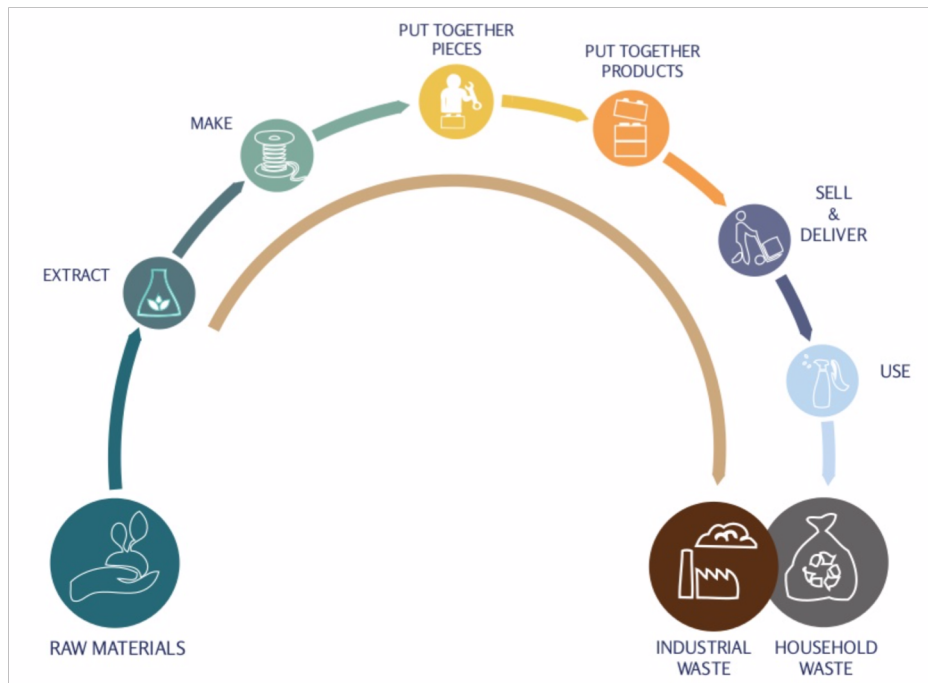 PUT TOGETHER
PIECES
PUT TOGETHER
PRODUCTS
MAKE
SELL
&
DELIVER
EXTRACT
USE
RAW MATERIALS
INDUSTRIAL
WASTE
HOUSEHOLD
WASTE